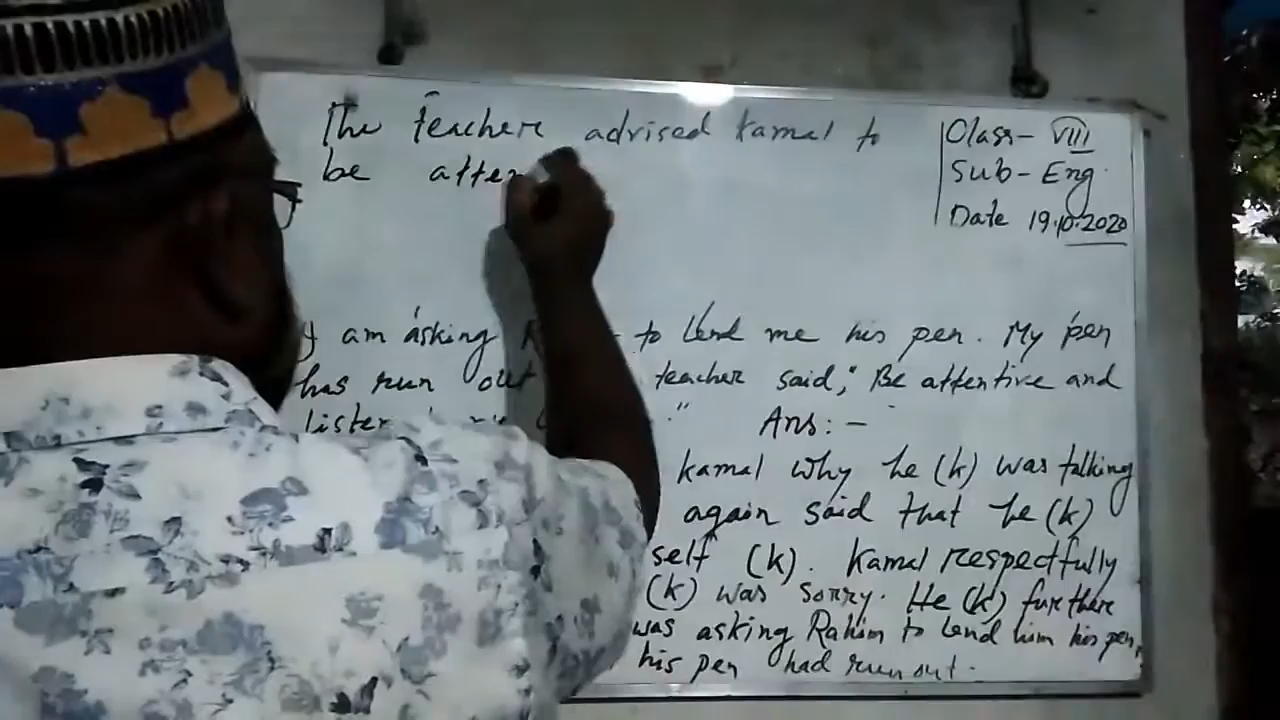 The teachere advised Kamal to
be atten
Class- VIII
Sub- Eng.
Date 19.10.2020
I am asking to lend me his pen. My pen
has run out teacher said, "Be attentive and
"
Ans: -
Kamal why he (k) was talking
again said that he (k)
self (k). Kamal respectfully
(k) was sorry. He (k) further
was asking Rahim to lend him his pen,
his pen had run out.